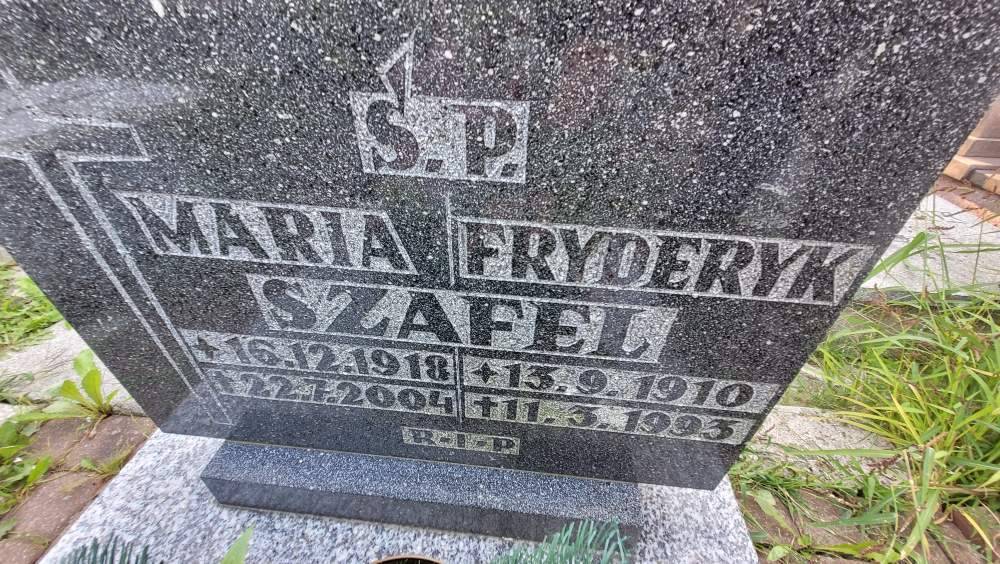 Ś.P.
MARIA FRYDERYK
SZAFEL
✦16.12.1918 ✦13.9.1910
✝22.7.2004 ✝11.3.1993
R-I-P